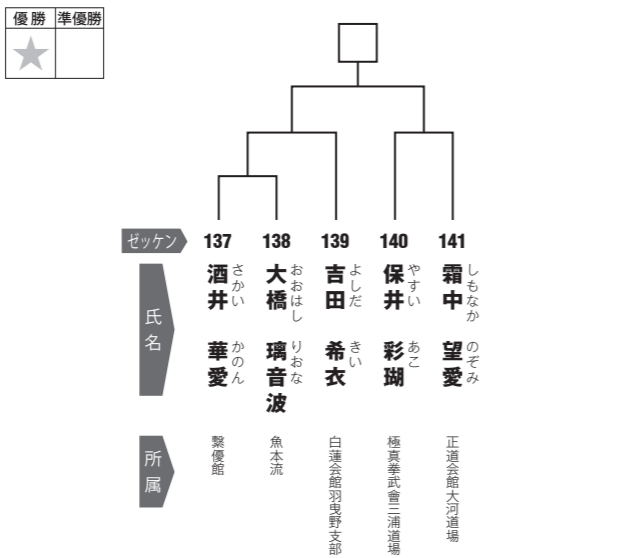 優勝 準優勝
ゼッケン 137 138 139 140 141
氏名
酒井 華愛
さかい かのん
大橋 璃音波
おおはし りおな
吉田 希衣
よしだ きい
保井 彩瑚
やすい あこ
霜中 望愛
しもなか のぞみ
所属
繋優館
魚本流
白蓮会館羽曳野支部
極真拳武會三浦道場
正道会館大河道場